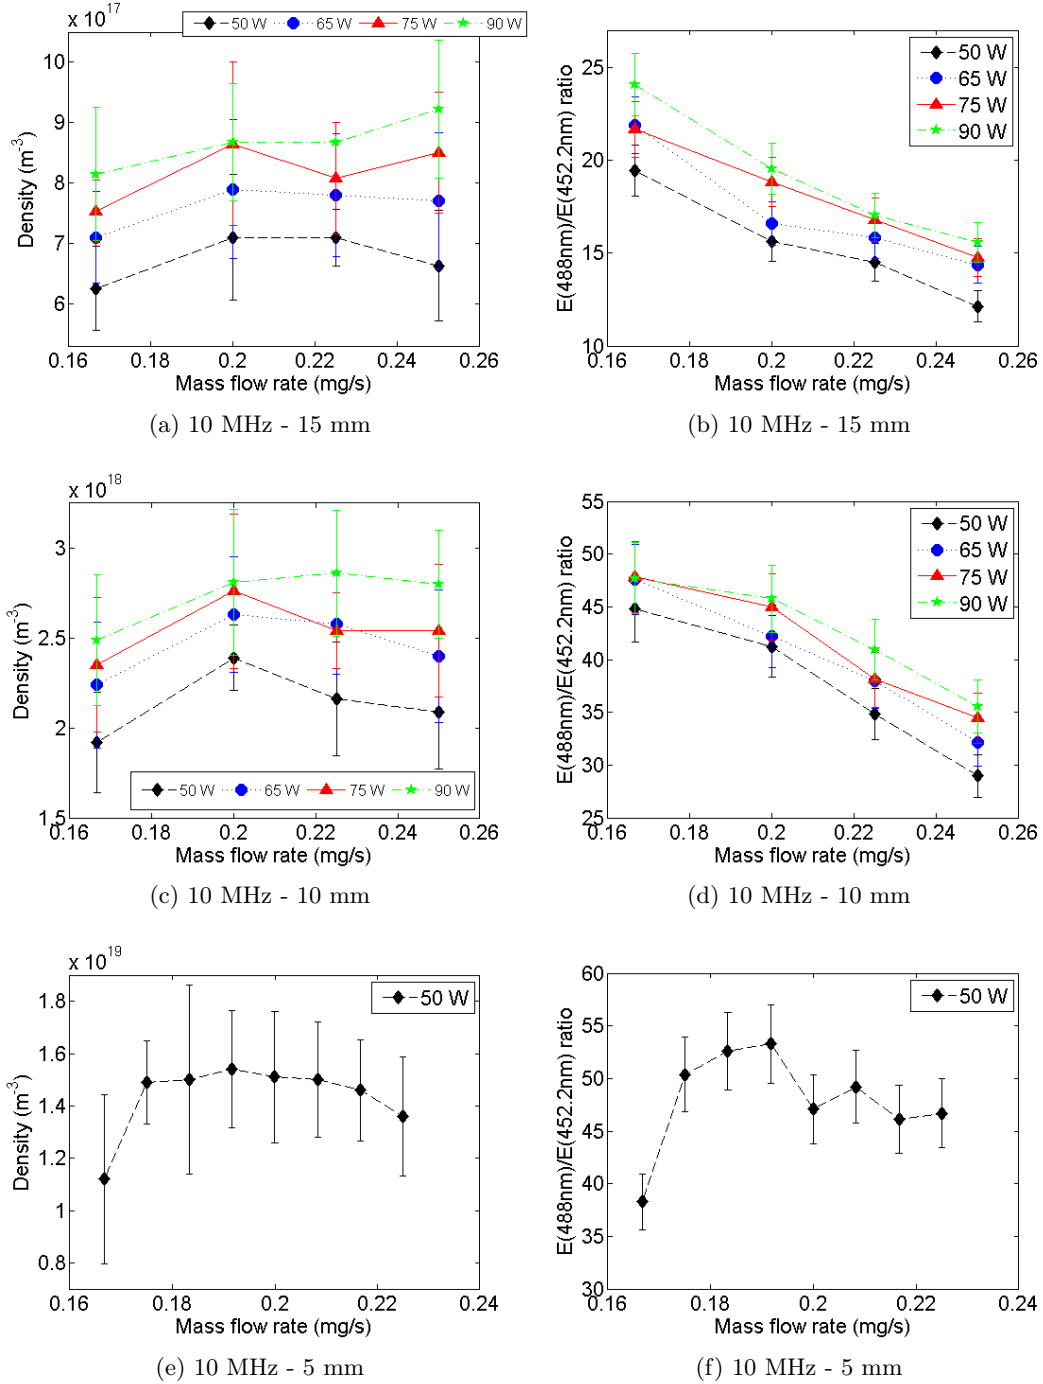 x 10^17
50 W 65 W 75 W 90 W
10
9
8
7
6
Density (m^-3)
0.16 0.18 0.2 0.22 0.24 0.26
Mass flow rate (mg/s)
(a) 10 MHz - 15 mm
50 W
65 W
75 W
90 W
25
20
15
10
E(488nm)/E(452.2nm) ratio
0.16 0.18 0.2 0.22 0.24 0.26
Mass flow rate (mg/s)
(b) 10 MHz - 15 mm
x 10^18
3
2.5
2
1.5
Density (m^-3)
50 W 65 W 75 W 90 W
0.16 0.18 0.2 0.22 0.24 0.26
Mass flow rate (mg/s)
(c) 10 MHz - 10 mm
50 W
65 W
75 W
90 W
55
50
45
40
35
30
25
E(488nm)/E(452.2nm) ratio
0.16 0.18 0.2 0.22 0.24 0.26
Mass flow rate (mg/s)
(d) 10 MHz - 10 mm
x 10^19
50 W
1.8
1.6
1.4
1.2
1
0.8
Density (m^-3)
0.16 0.18 0.2 0.22 0.24
Mass flow rate (mg/s)
(e) 10 MHz - 5 mm
50 W
60
55
50
45
40
35
30
E(488nm)/E(452.2nm) ratio
0.16 0.18 0.2 0.22 0.24
Mass flow rate (mg/s)
(f) 10 MHz - 5 mm